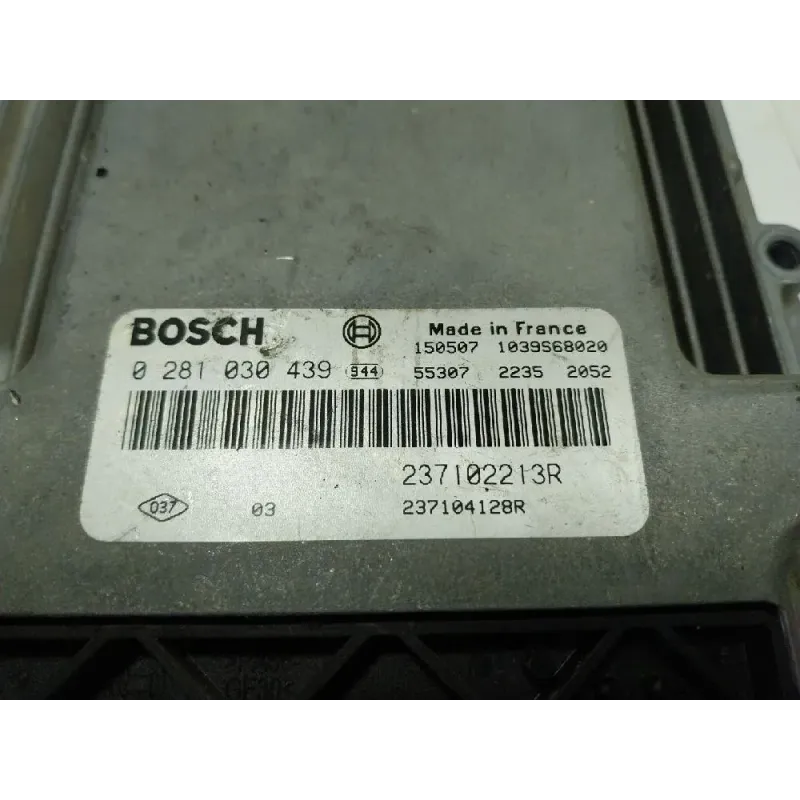 BOSCH
Made in France
150507 1039S68020
0 281 030 439 944 55307 2235 2052
237102213R
037 03 237104128R